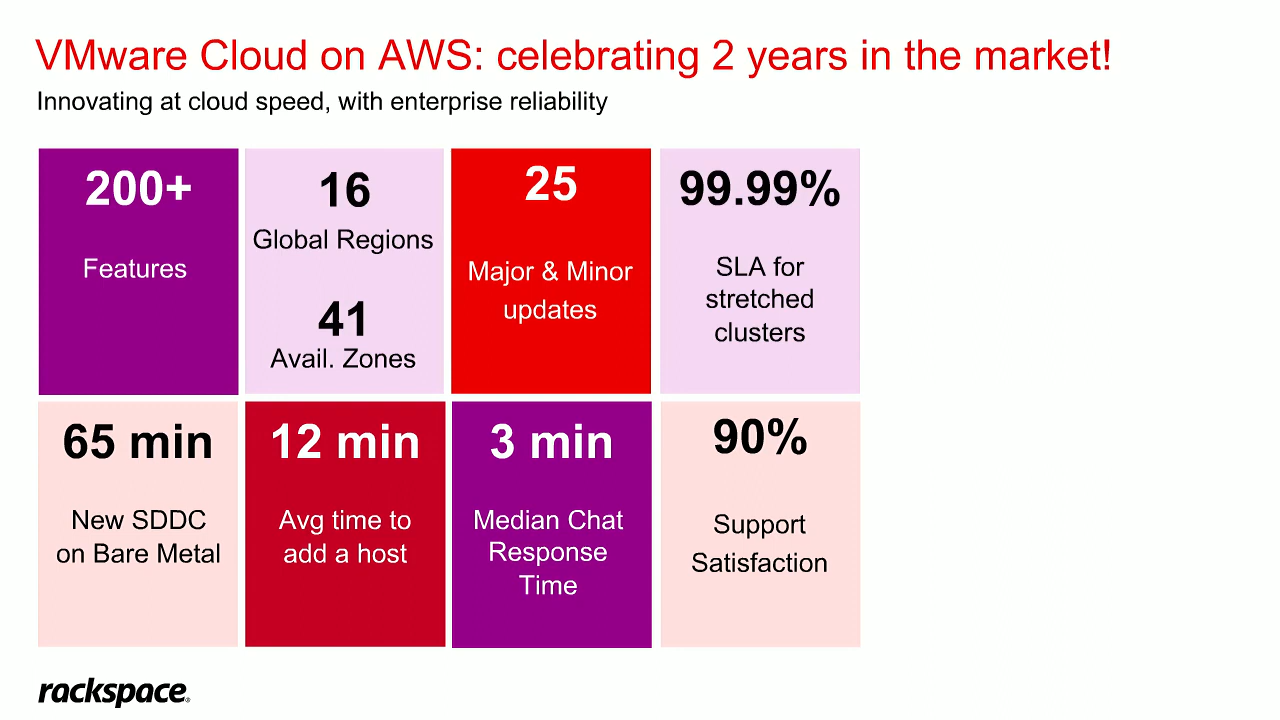 VMware Cloud on AWS: celebrating 2 years in the market!
Innovating at cloud speed, with enterprise reliability
200+
Features
16
Global Regions
41
Avail. Zones
25
Major & Minor
updates
99.99%
SLA for
stretched
clusters
65 min
New SDDC
on Bare Metal
12 min
Avg time to
add a host
3 min
Median Chat
Response
Time
90%
Support
Satisfaction
rackspace®